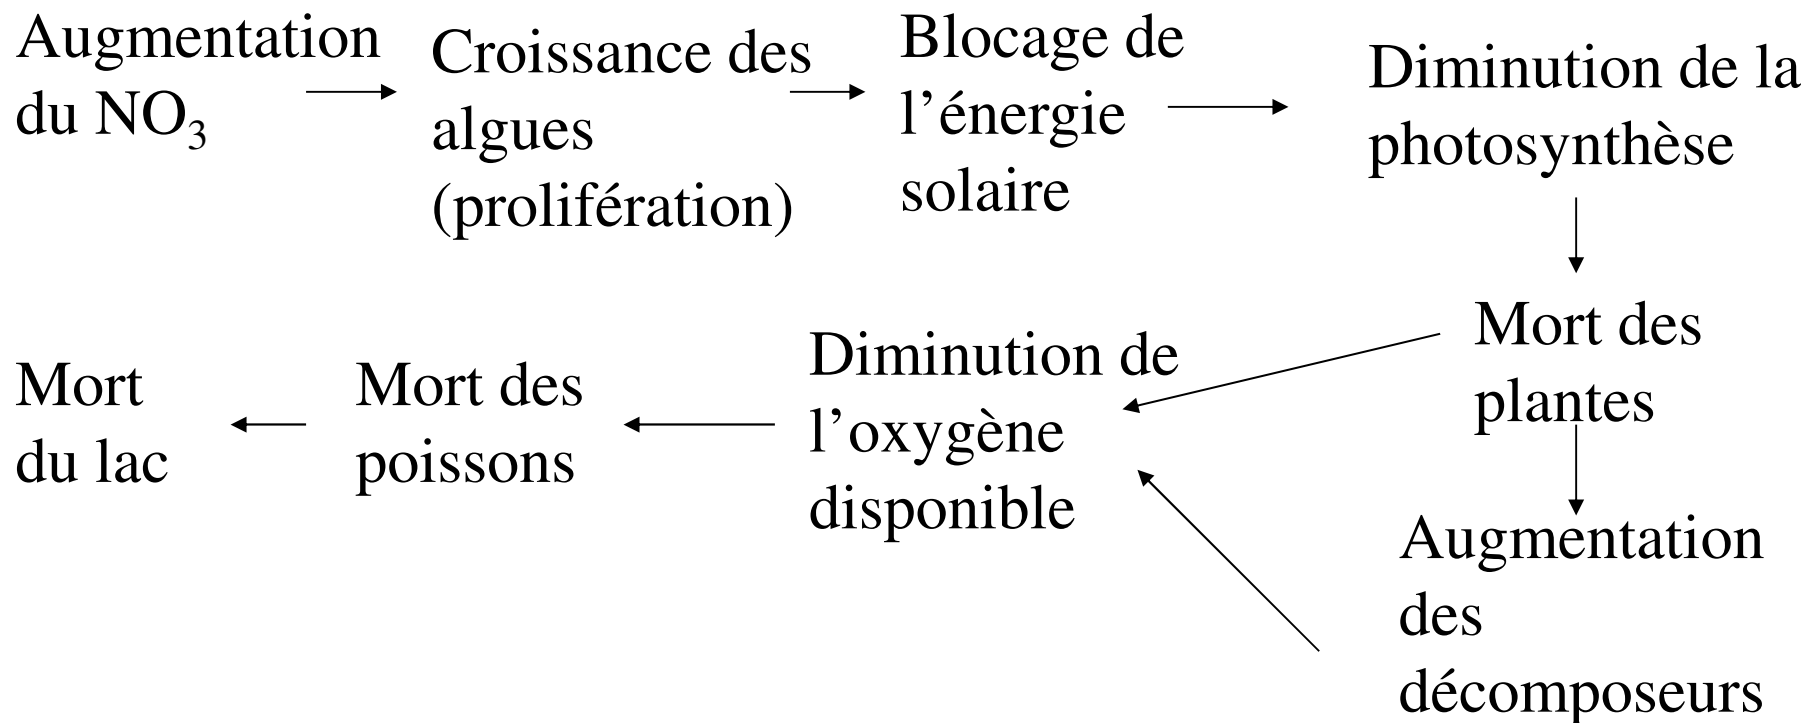 Augmentation
du NO₃
Croissance des
algues
(prolifération)
Blocage de
l’énergie
solaire
Diminution de la
photosynthèse
Mort des
plantes
Augmentation
des
décomposeurs
Diminution de
l’oxygène
disponible
Mort des
poissons
Mort
du lac